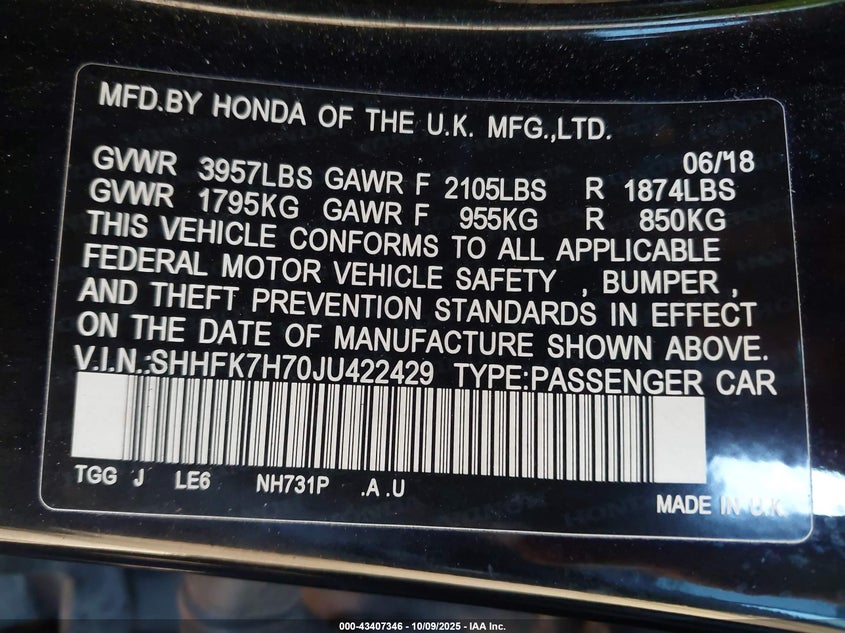 MFD.BY HONDA OF THE U.K. MFG.,LTD.
06/18
GVWR 3957LBS GAWR F 2105LBS R 1874LBS
GVWR 1795KG GAWR F 955KG R 850KG
THIS VEHICLE CONFORMS TO ALL APPLICABLE
FEDERAL MOTOR VEHICLE SAFETY , BUMPER ,
AND THEFT PREVENTION STANDARDS IN EFFECT
ON THE DATE OF MANUFACTURE SHOWN ABOVE.
V.I.N.:SHHFK7H70JU422429 TYPE:PASSENGER CAR
TGG J LE6 NH731P .A .U
MADE IN U.K
000-43407346 - 10/09/2025 - IAA Inc.